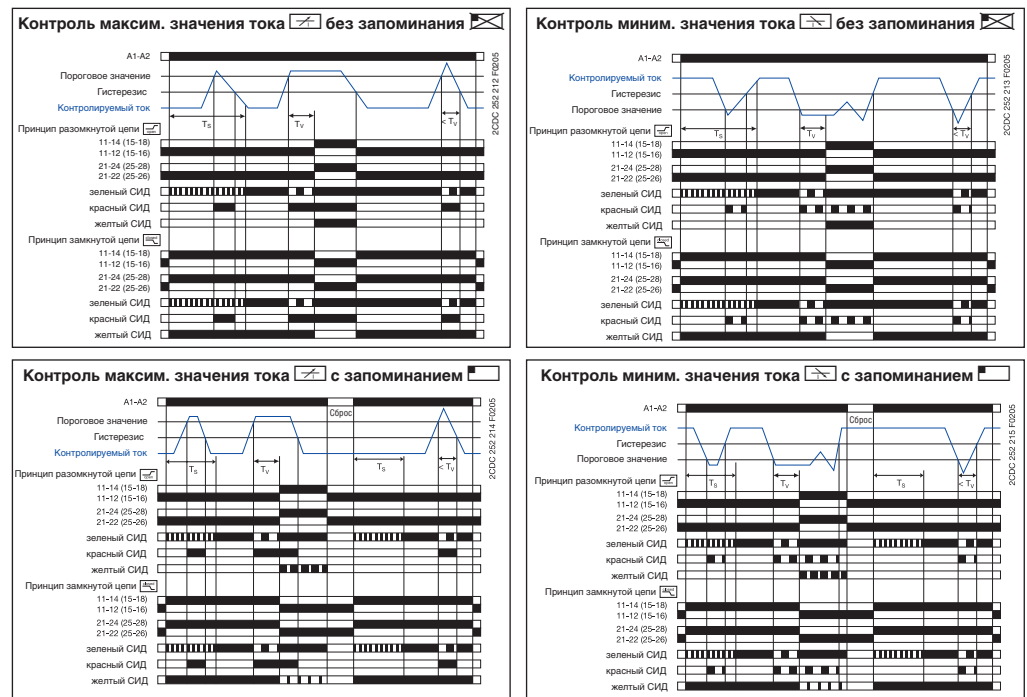 Контроль максим. значения тока без запоминания
A1-A2
Пороговое значение
Гистерезис
Контролируемый ток
TS
TV
< TV
Принцип разомкнутой цепи
11-14 (15-18)
11-12 (15-16)
21-24 (25-28)
21-22 (25-26)
зеленый СИД
красный СИД
желтый СИД
Принцип замкнутой цепи
11-14 (15-18)
11-12 (15-16)
21-24 (25-28)
21-22 (25-26)
зеленый СИД
красный СИД
желтый СИД
2CDC 252 212 F0205
Контроль миним. значения тока без запоминания
A1-A2
Контролируемый ток
Гистерезис
Пороговое значение
TS
TV
< TV
Принцип разомкнутой цепи
11-14 (15-18)
11-12 (15-16)
21-24 (25-28)
21-22 (25-26)
зеленый СИД
красный СИД
желтый СИД
Принцип замкнутой цепи
11-14 (15-18)
11-12 (15-16)
21-24 (25-28)
21-22 (25-26)
зеленый СИД
красный СИД
желтый СИД
2CDC 252 213 F0205
Контроль максим. значения тока с запоминанием
A1-A2
Сброс
Пороговое значение
Гистерезис
Контролируемый ток
TS
TV
TS
< TV
Принцип разомкнутой цепи
11-14 (15-18)
11-12 (15-16)
21-24 (25-28)
21-22 (25-26)
зеленый СИД
красный СИД
желтый СИД
Принцип замкнутой цепи
11-14 (15-18)
11-12 (15-16)
21-24 (25-28)
21-22 (25-26)
зеленый СИД
красный СИД
желтый СИД
2CDC 252 214 F0205
Контроль миним. значения тока с запоминанием
A1-A2
Сброс
Контролируемый ток
Гистерезис
Пороговое значение
TS
TV
TS
< TV
Принцип разомкнутой цепи
11-14 (15-18)
11-12 (15-16)
21-24 (25-28)
21-22 (25-26)
зеленый СИД
красный СИД
желтый СИД
Принцип замкнутой цепи
11-14 (15-18)
11-12 (15-16)
21-24 (25-28)
21-22 (25-26)
зеленый СИД
красный СИД
желтый СИД
2CDC 252 215 F0205